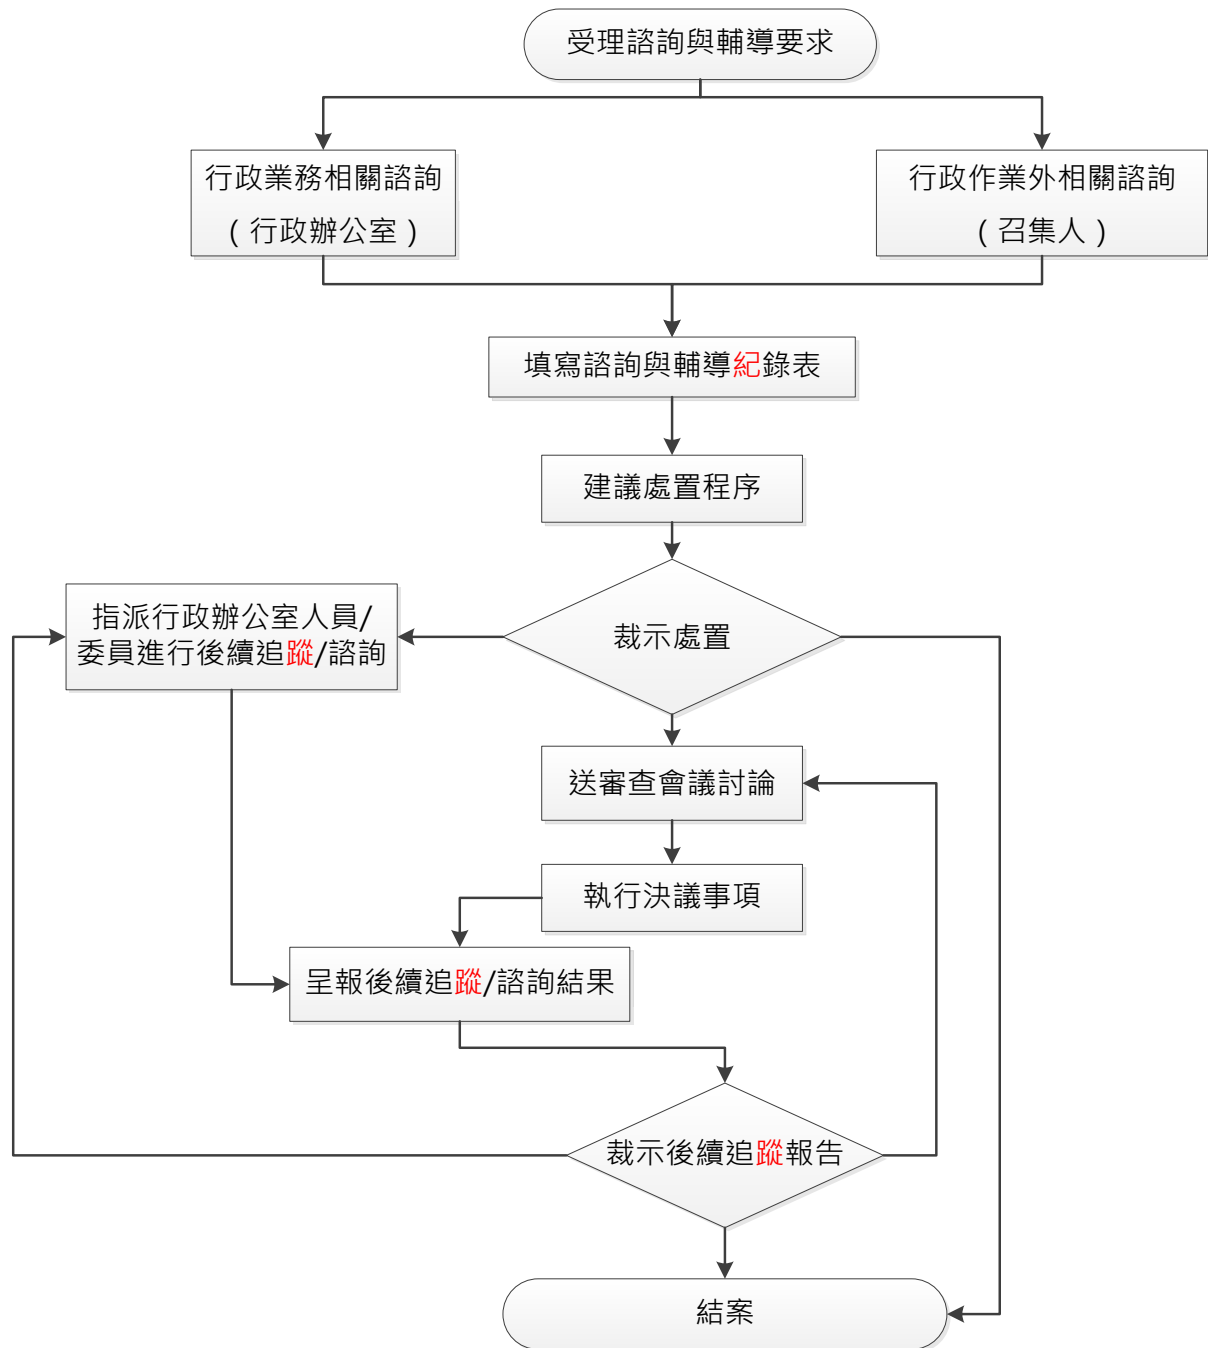 受理諮詢與輔導要求
行政業務相關諮詢
（行政辦公室）
行政作業外相關諮詢
（召集人）
填寫諮詢與輔導紀錄表
建議處置程序
裁示處置
指派行政辦公室人員/
委員進行後續追蹤/諮詢
送審查會議討論
執行決議事項
呈報後續追蹤/諮詢結果
裁示後續追蹤報告
結案